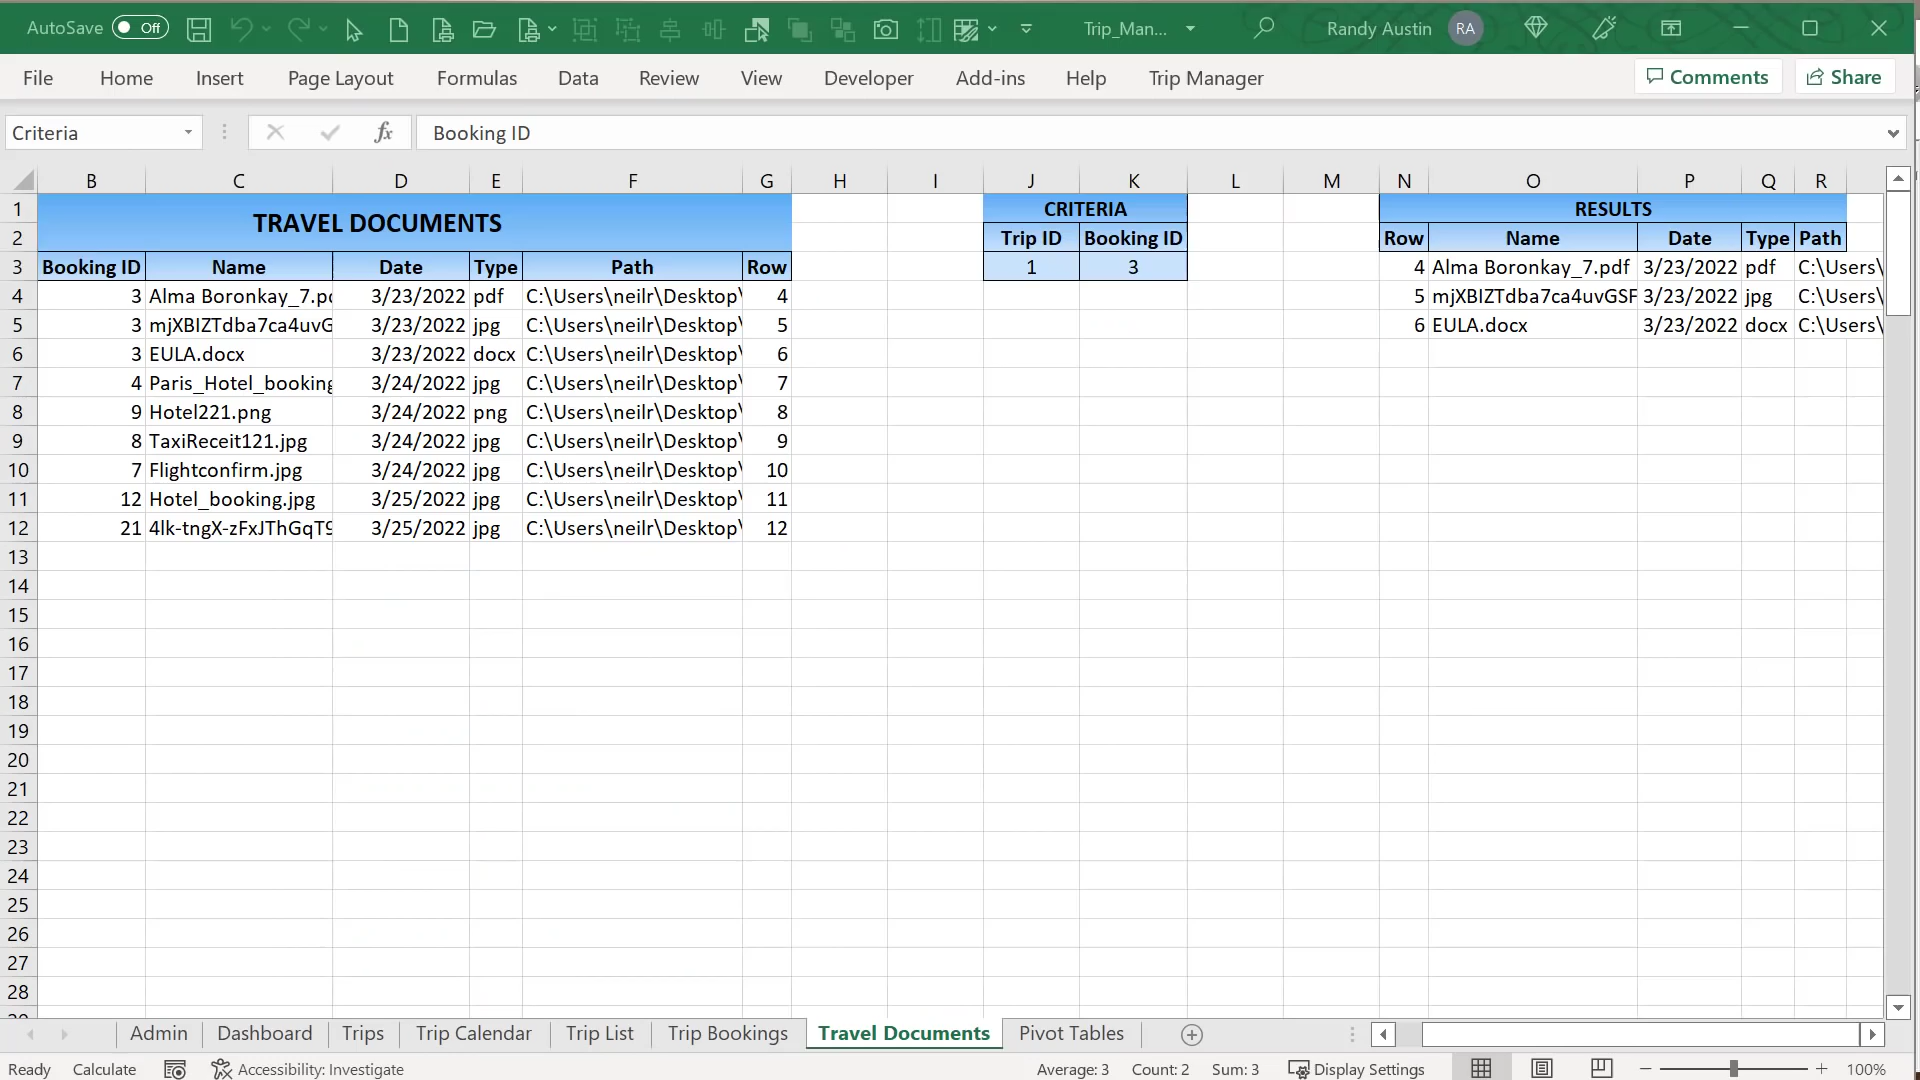 AutoSave Off Trip_Man... Randy Austin RA
File Home Insert Page Layout Formulas Data Review View Developer Add-ins Help Trip Manager Comments Share
Criteria fx Booking ID
B C D E F G H I J K L M N O P Q R
1 TRAVEL DOCUMENTS CRITERIA RESULTS
2 Trip ID Booking ID Row Name Date Type Path
3 Booking ID Name Date Type Path Row 1 3 4 Alma Boronkay_7.pdf 3/23/2022 pdf C:\Users\
4 3 Alma Boronkay_7.pd 3/23/2022 pdf C:\Users\neilr\Desktop\ 4 5 mjXBIZTdba7ca4uvGSF 3/23/2022 jpg C:\Users\
5 3 mjXBIZTdba7ca4uvG 3/23/2022 jpg C:\Users\neilr\Desktop\ 5 6 EULA.docx 3/23/2022 docx C:\Users\
6 3 EULA.docx 3/23/2022 docx C:\Users\neilr\Desktop\ 6
7 4 Paris_Hotel_booking 3/24/2022 jpg C:\Users\neilr\Desktop\ 7
8 9 Hotel221.png 3/24/2022 png C:\Users\neilr\Desktop\ 8
9 8 TaxiReceit121.jpg 3/24/2022 jpg C:\Users\neilr\Desktop\ 9
10 7 Flightconfirm.jpg 3/24/2022 jpg C:\Users\neilr\Desktop\ 10
11 12 Hotel_booking.jpg 3/25/2022 jpg C:\Users\neilr\Desktop\ 11
12 21 4lk-tngX-zFxJThGqT9 3/25/2022 jpg C:\Users\neilr\Desktop\ 12
13
14
15
16
17
18
19
20
21
22
23
24
25
26
27
28
Admin Dashboard Trips Trip Calendar Trip List Trip Bookings Travel Documents Pivot Tables
Ready Calculate Accessibility: Investigate Average: 3 Count: 2 Sum: 3 Display Settings 100%